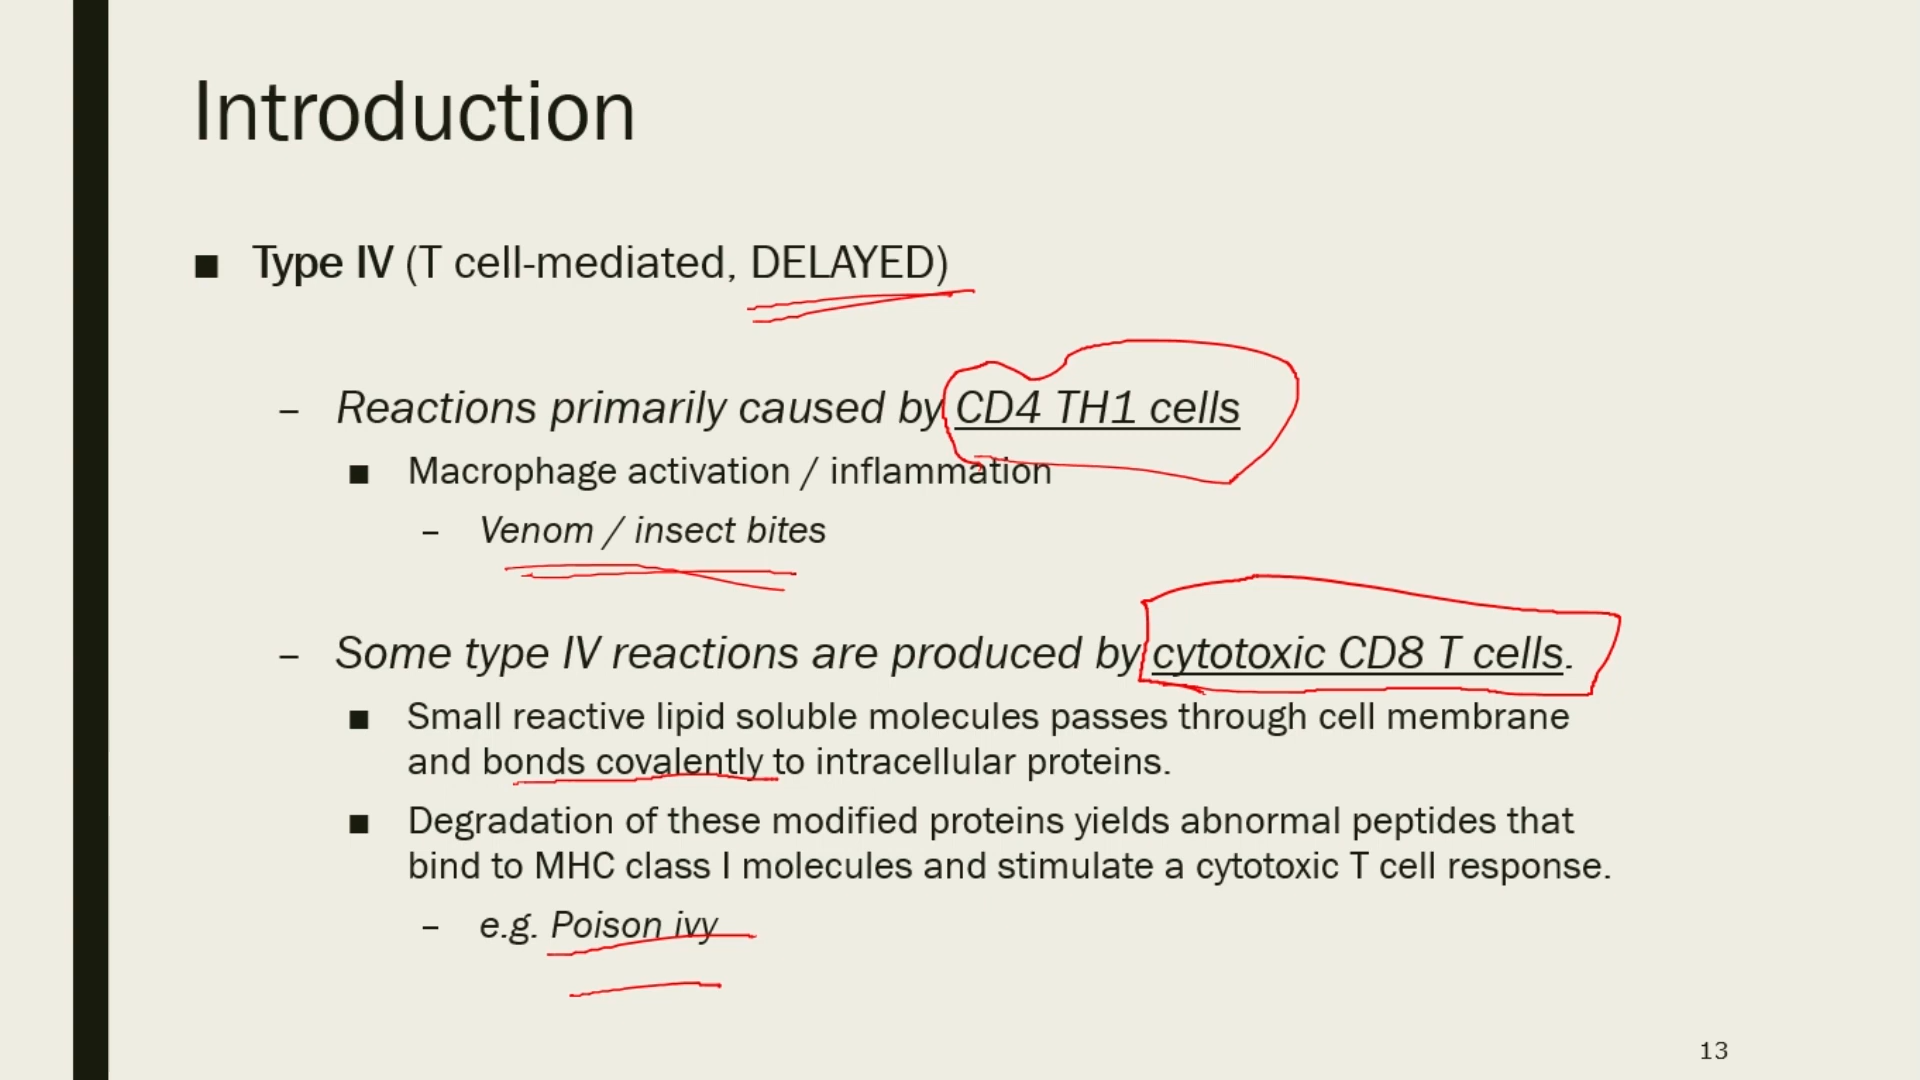 Introduction
■ Type IV (T cell-mediated, DELAYED)
– Reactions primarily caused by CD4 TH1 cells
■ Macrophage activation / inflammation
– Venom / insect bites
– Some type IV reactions are produced by cytotoxic CD8 T cells.
■ Small reactive lipid soluble molecules passes through cell membrane
and bonds covalently to intracellular proteins.
■ Degradation of these modified proteins yields abnormal peptides that
bind to MHC class I molecules and stimulate a cytotoxic T cell response.
– e.g. Poison ivy
13